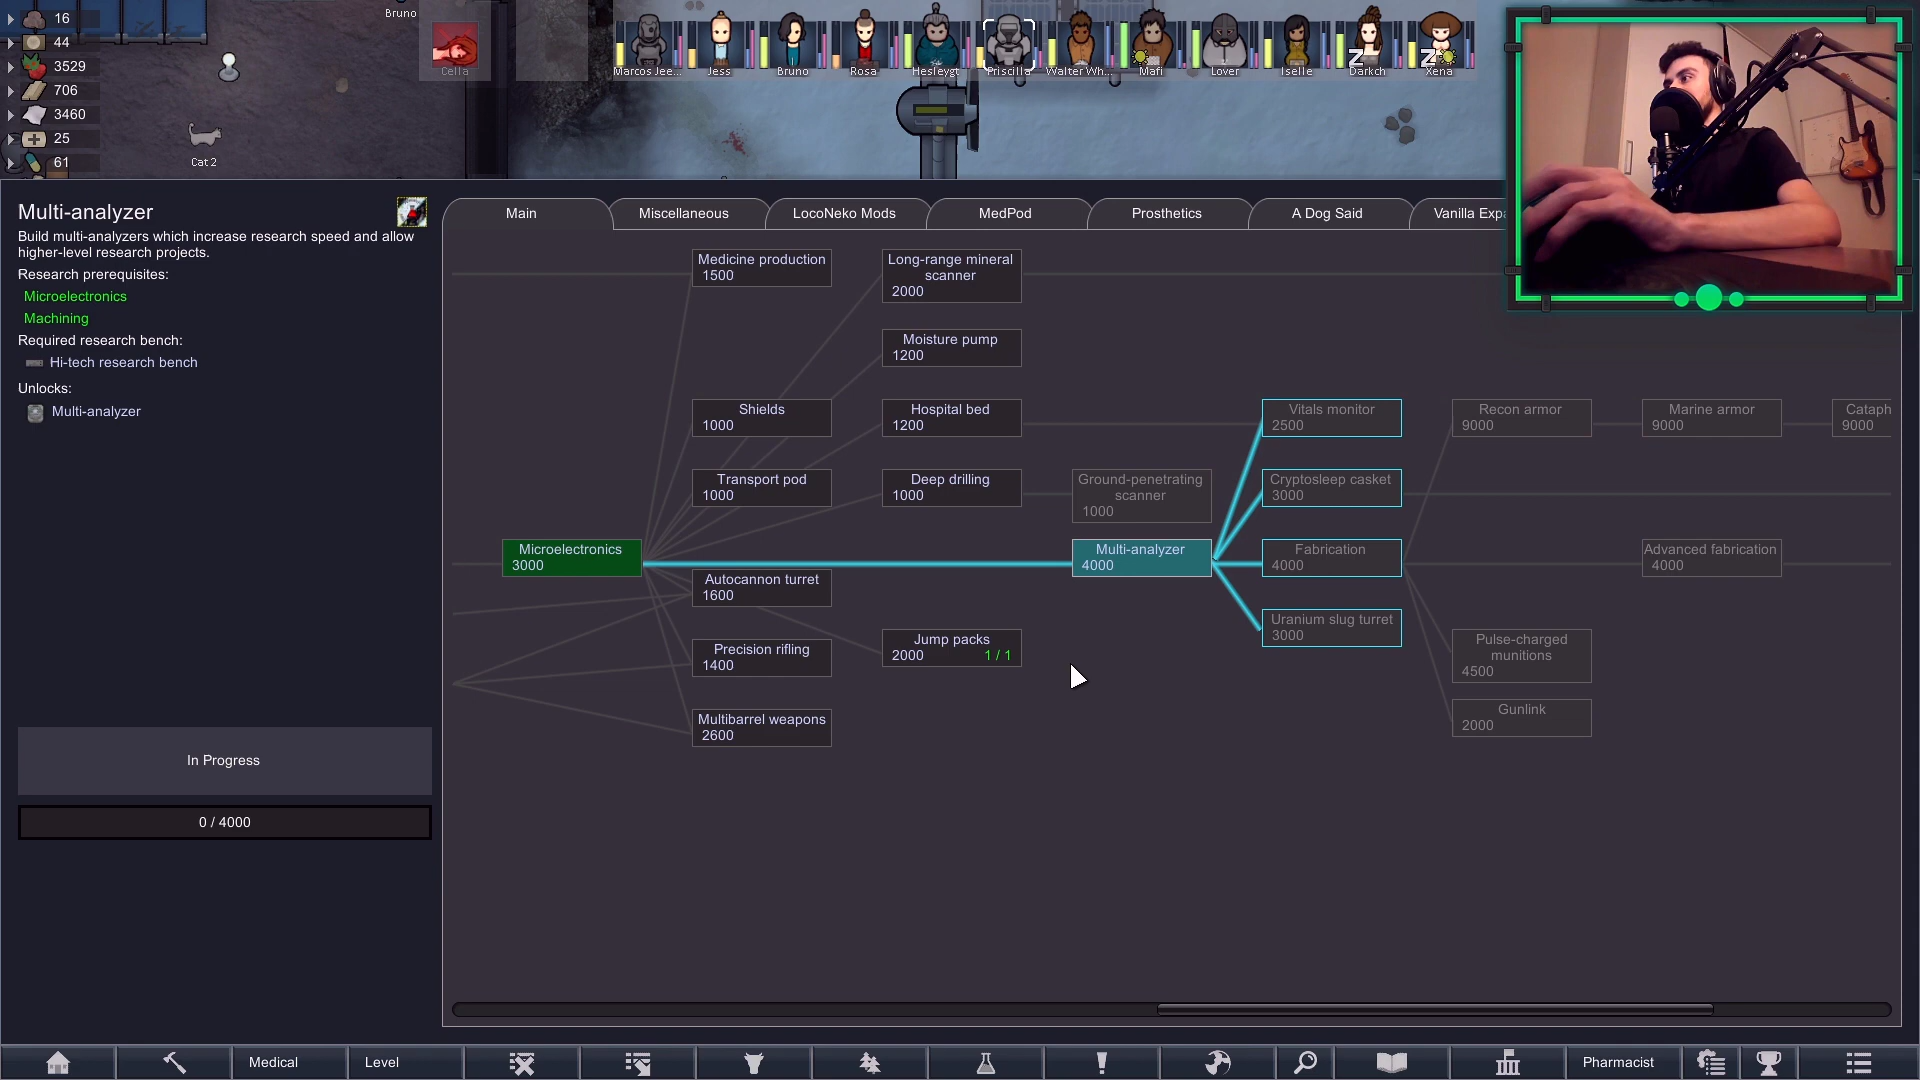 16
44
3529
706
3460
25
61
Bruno
Cat 2
Cella
Marcos Jee...
Jess
Bruno
Rosa
Hesleygt
Priscilla
Walter Wh...
Mafi
Lover
Iselle
Darkch
Xena
Multi-analyzer
Build multi-analyzers which increase research speed and allow
higher-level research projects.
Research prerequisites:
Microelectronics
Machining
Required research bench:
Hi-tech research bench
Unlocks:
Multi-analyzer
In Progress
0 / 4000
Main
Miscellaneous
LocoNeko Mods
MedPod
Prosthetics
A Dog Said
Vanilla Expa
Medicine production
1500
Long-range mineral
scanner
2000
Moisture pump
1200
Shields
1000
Hospital bed
1200
Vitals monitor
2500
Recon armor
9000
Marine armor
9000
Cataph
9000
Transport pod
1000
Deep drilling
1000
Ground-penetrating
scanner
1000
Cryptosleep casket
3000
Microelectronics
3000
Multi-analyzer
4000
Fabrication
4000
Advanced fabrication
4000
Autocannon turret
1600
Uranium slug turret
3000
Precision rifling
1400
Jump packs
2000 1 / 1
Pulse-charged
munitions
4500
Multibarrel weapons
2600
Gunlink
2000
Medical
Level
Pharmacist